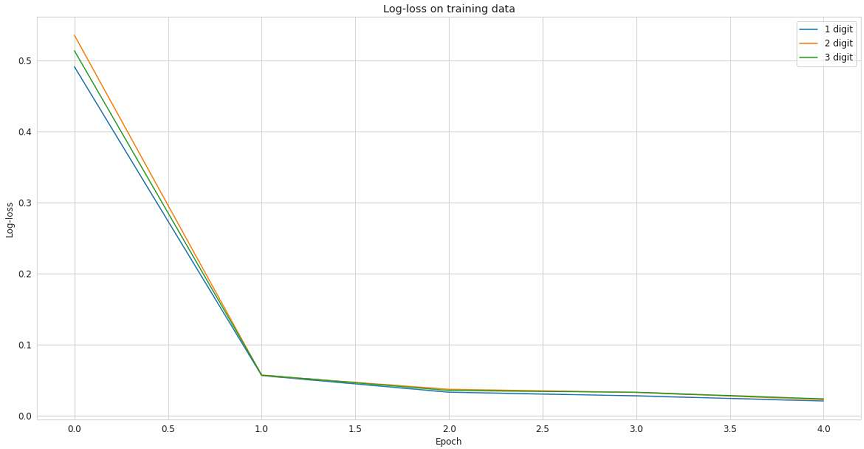 Log-loss on training data
1 digit
2 digit
3 digit
Log-loss
0.5
0.4
0.3
0.2
0.1
0.0
0.0 0.5 1.0 1.5 2.0 2.5 3.0 3.5 4.0
Epoch